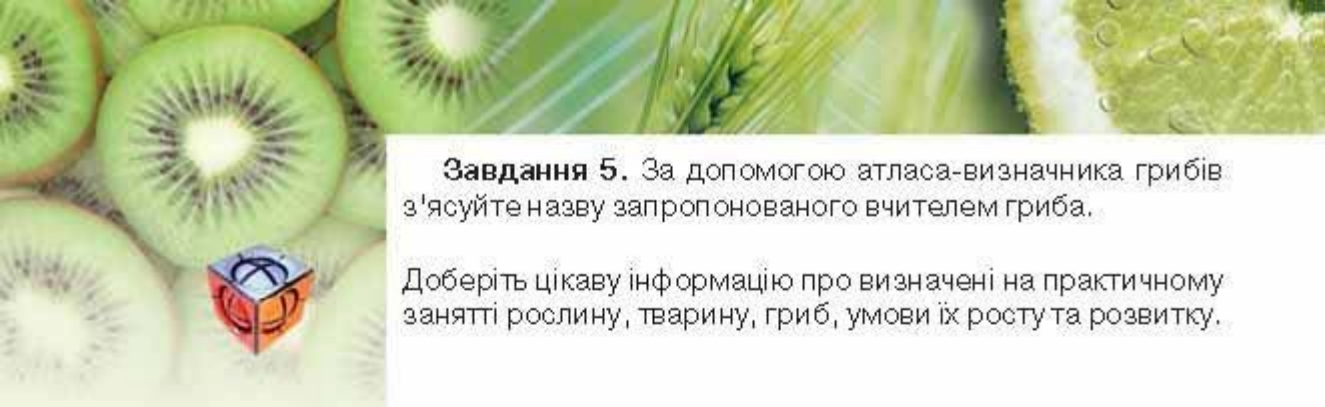 Завдання 5. За допомогою атласа-визначника грибів
з'ясуйте назву запропонованого вчителем гриба.
Доберіть цікаву інформацію про визначені на практичному
занятті рослину, тварину, гриб, умови їх росту та розвитку.